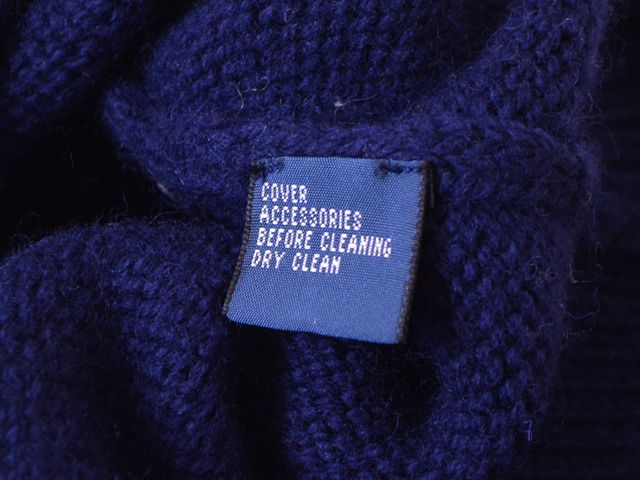 COVER
ACCESSORIES
BEFORE CLEANING
DRY CLEAN